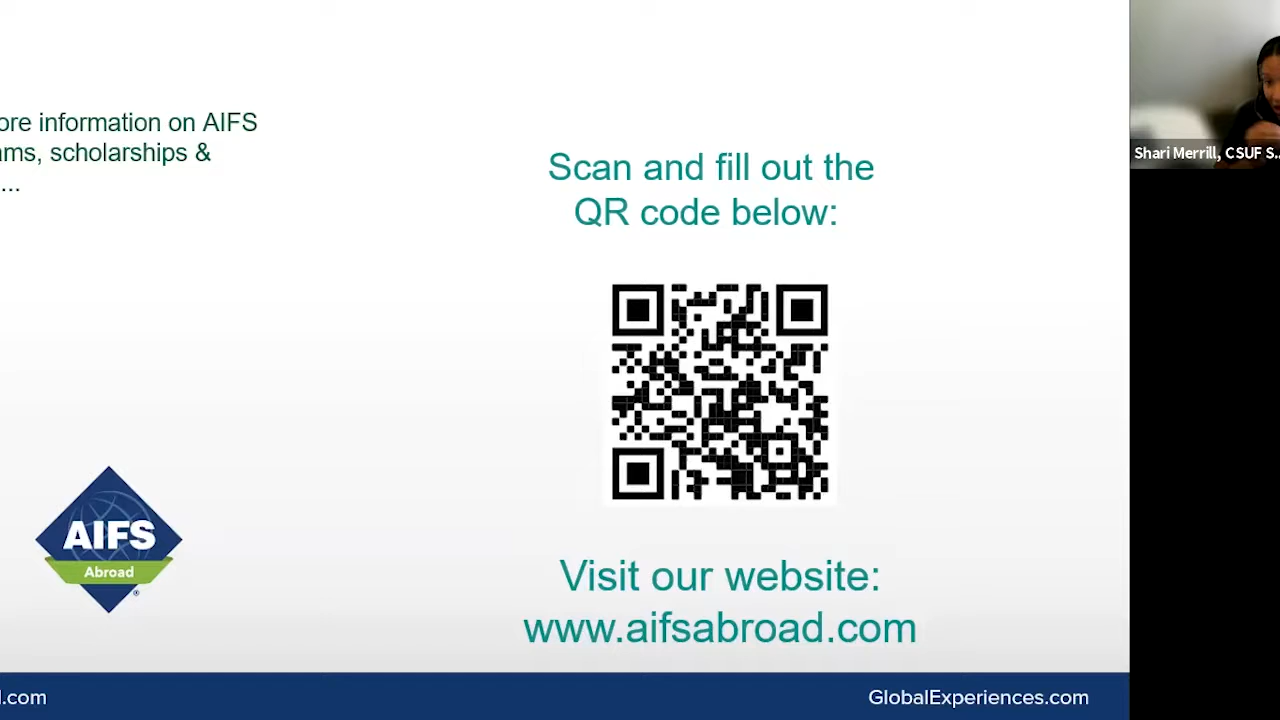 ore information on AIFS
ams, scholarships &
...
Scan and fill out the
QR code below:
Shari Merrill, CSUF S...
AIFS
Abroad
®
Visit our website:
www.aifsabroad.com
d.com
GlobalExperiences.com